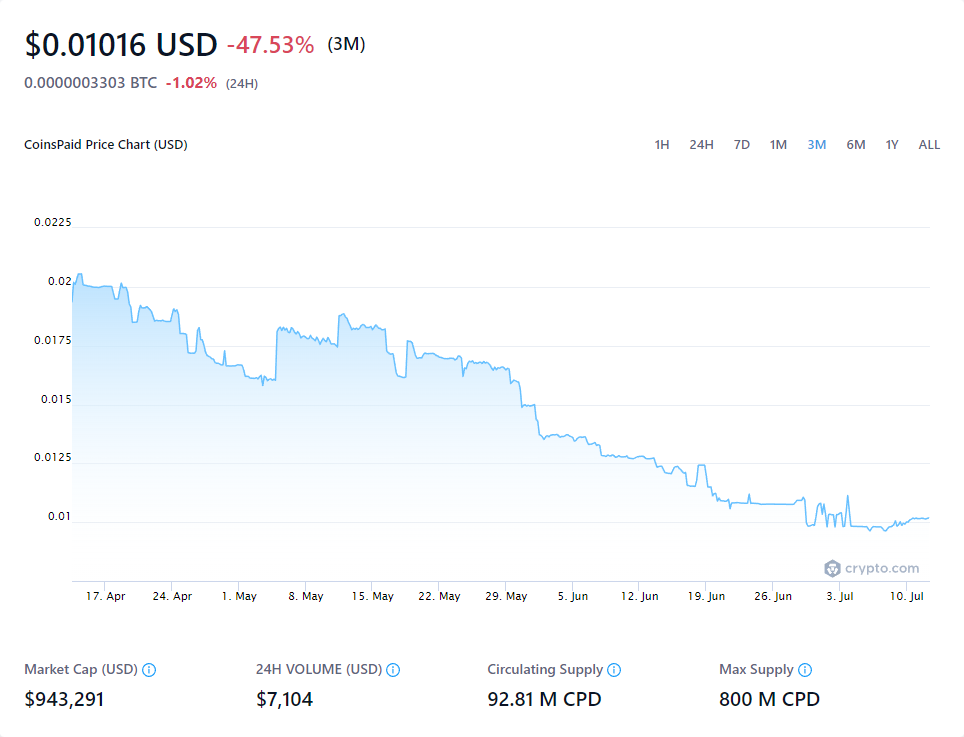 $0.01016 USD -47.53% (3M)
0.0000003303 BTC -1.02% (24H)
CoinsPaid Price Chart (USD) 1H 24H 7D 1M 3M 6M 1Y ALL
0.0225
0.02
0.0175
0.015
0.0125
0.01
crypto.com
17. Apr 24. Apr 1. May 8. May 15. May 22. May 29. May 5. Jun 12. Jun 19. Jun 26. Jun 3. Jul 10. Jul
Market Cap (USD) 24H VOLUME (USD) Circulating Supply Max Supply
$943,291 $7,104 92.81 M CPD 800 M CPD